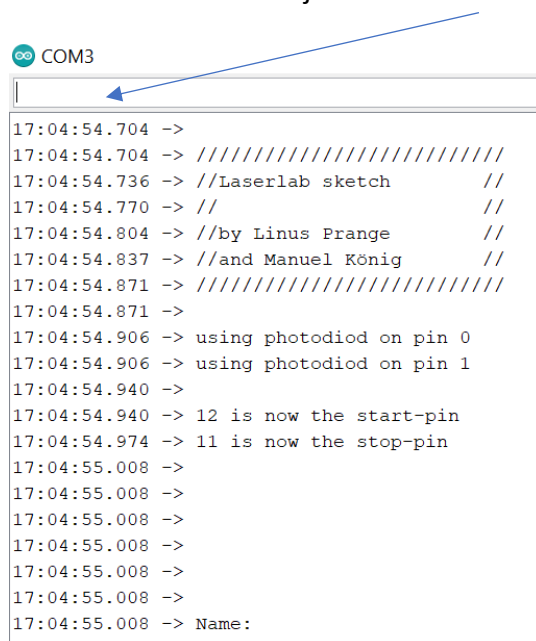 COM3
17:04:54.704 ->
17:04:54.704 -> ///////////////////////////
17:04:54.736 -> //Laserlab sketch        //
17:04:54.770 -> //                       //
17:04:54.804 -> //by Linus Prange        //
17:04:54.837 -> //and Manuel König       //
17:04:54.871 -> ///////////////////////////
17:04:54.871 ->
17:04:54.906 -> using photodiod on pin 0
17:04:54.906 -> using photodiod on pin 1
17:04:54.940 ->
17:04:54.940 -> 12 is now the start-pin
17:04:54.974 -> 11 is now the stop-pin
17:04:55.008 ->
17:04:55.008 ->
17:04:55.008 ->
17:04:55.008 ->
17:04:55.008 ->
17:04:55.008 ->
17:04:55.008 -> Name: